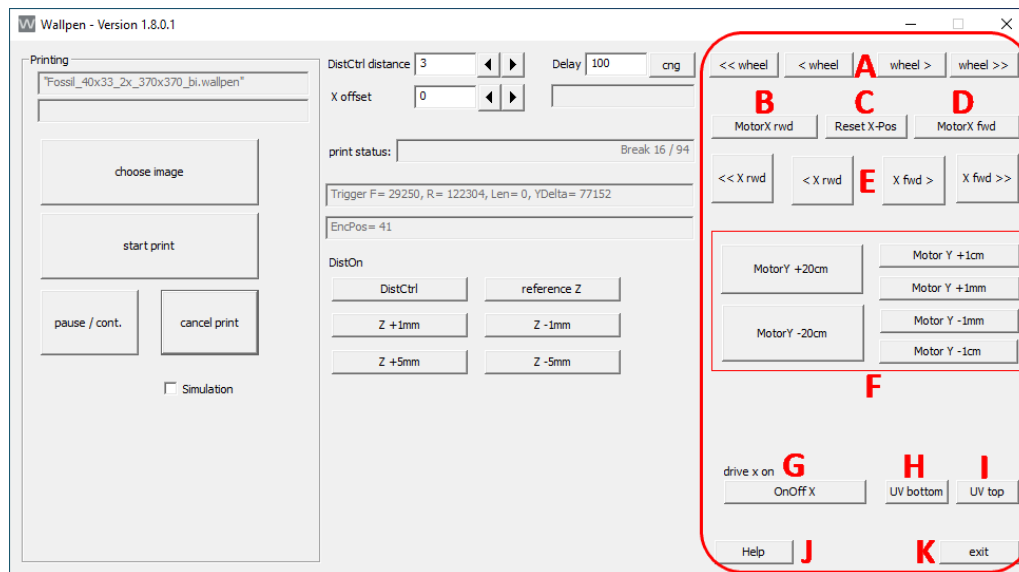 Wallpen - Version 1.8.0.1
Printing
"Fossil_40x33_2x_370x370_bi.wallpen"
choose image
start print
pause / cont.
cancel print
Simulation
DistCtrl distance 3
Delay 100 cng
X offset 0
print status: Break 16 / 94
Trigger F= 29250, R= 122304, Len= 0, YDelta= 77152
EncPos= 41
DistOn
DistCtrl reference Z
Z +1mm Z -1mm
Z +5mm Z -5mm
<< wheel < wheel A wheel > wheel >>
B C D
MotorX rwd Reset X-Pos MotorX fwd
<< X rwd < X rwd E X fwd > X fwd >>
MotorY +20cm
MotorY -20cm
Motor Y +1cm
Motor Y +1mm
Motor Y -1mm
Motor Y -1cm
F
drive x on G H I
OnOff X UV bottom UV top
Help J K exit